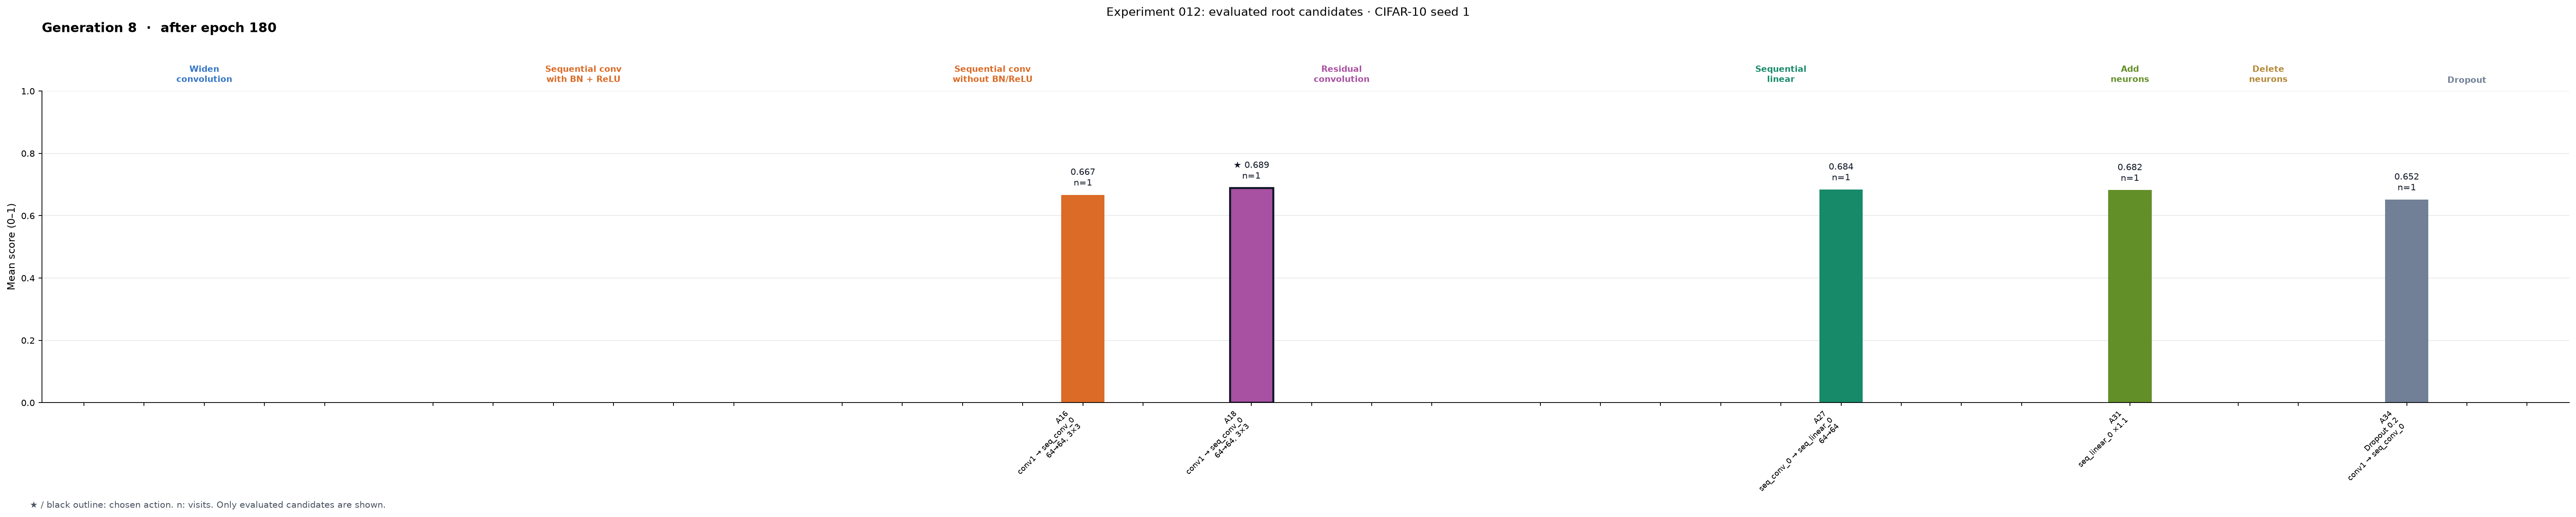 Experiment 012: evaluated root candidates · CIFAR-10 seed 1
Generation 8 · after epoch 180
Widen
convolution
Sequential conv
with BN + ReLU
Sequential conv
without BN/ReLU
Residual
convolution
Sequential
linear
Add
neurons
Delete
neurons
Dropout
Mean score (0–1)
1.0
0.8
0.6
0.4
0.2
0.0
0.667
n=1
★ 0.689
n=1
0.684
n=1
0.682
n=1
0.652
n=1
A16
conv1 → seq_conv_0
64→64, 3×3
A18
conv1 → seq_conv_0
64→64, 3×3
A27
seq_conv_0 → seq_linear_0
64→64
A31
seq_linear_0 ×1.1
A34
Dropout 0.2
conv1 → seq_conv_0
★ / black outline: chosen action. n: visits. Only evaluated candidates are shown.